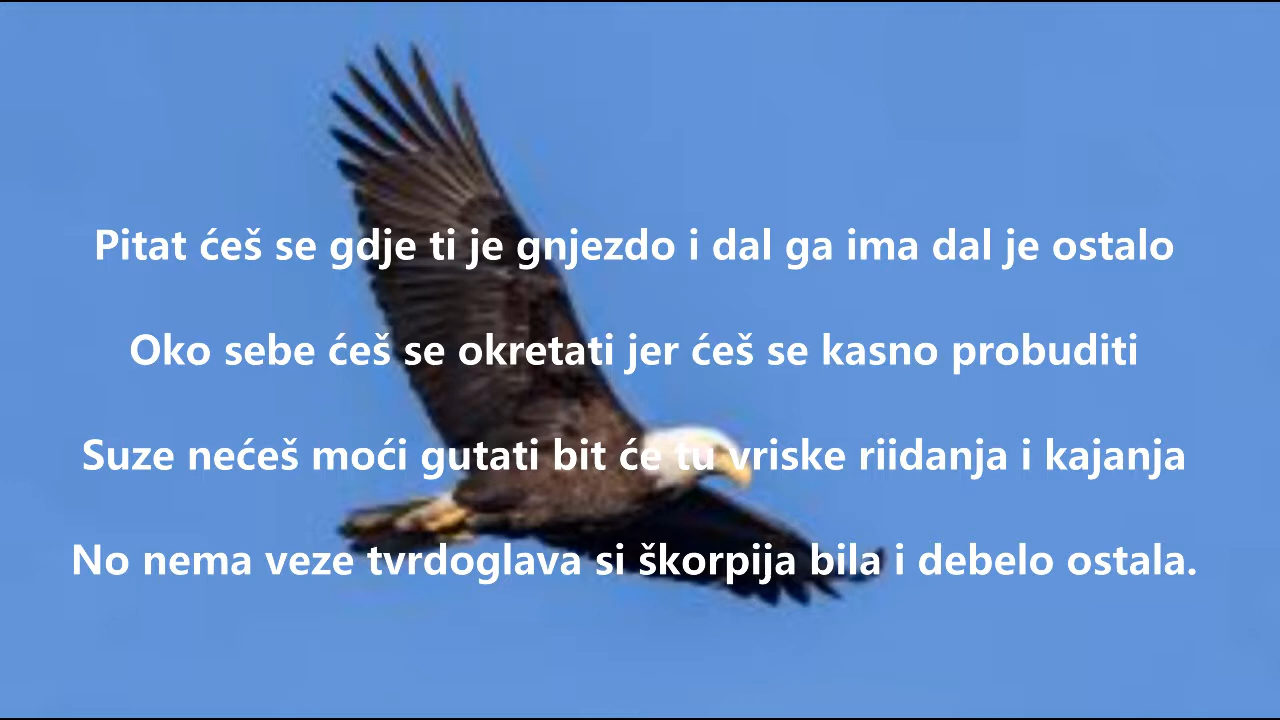 Pitat ćeš se gdje ti je gnjezdo i dal ga ima dal je ostalo
Oko sebe ćeš se okretati jer ćeš se kasno probuditi
Suze nećeš moći gutati bit će tu vriske riidanja i kajanja
No nema veze tvrdoglava si škorpija bila i debelo ostala.